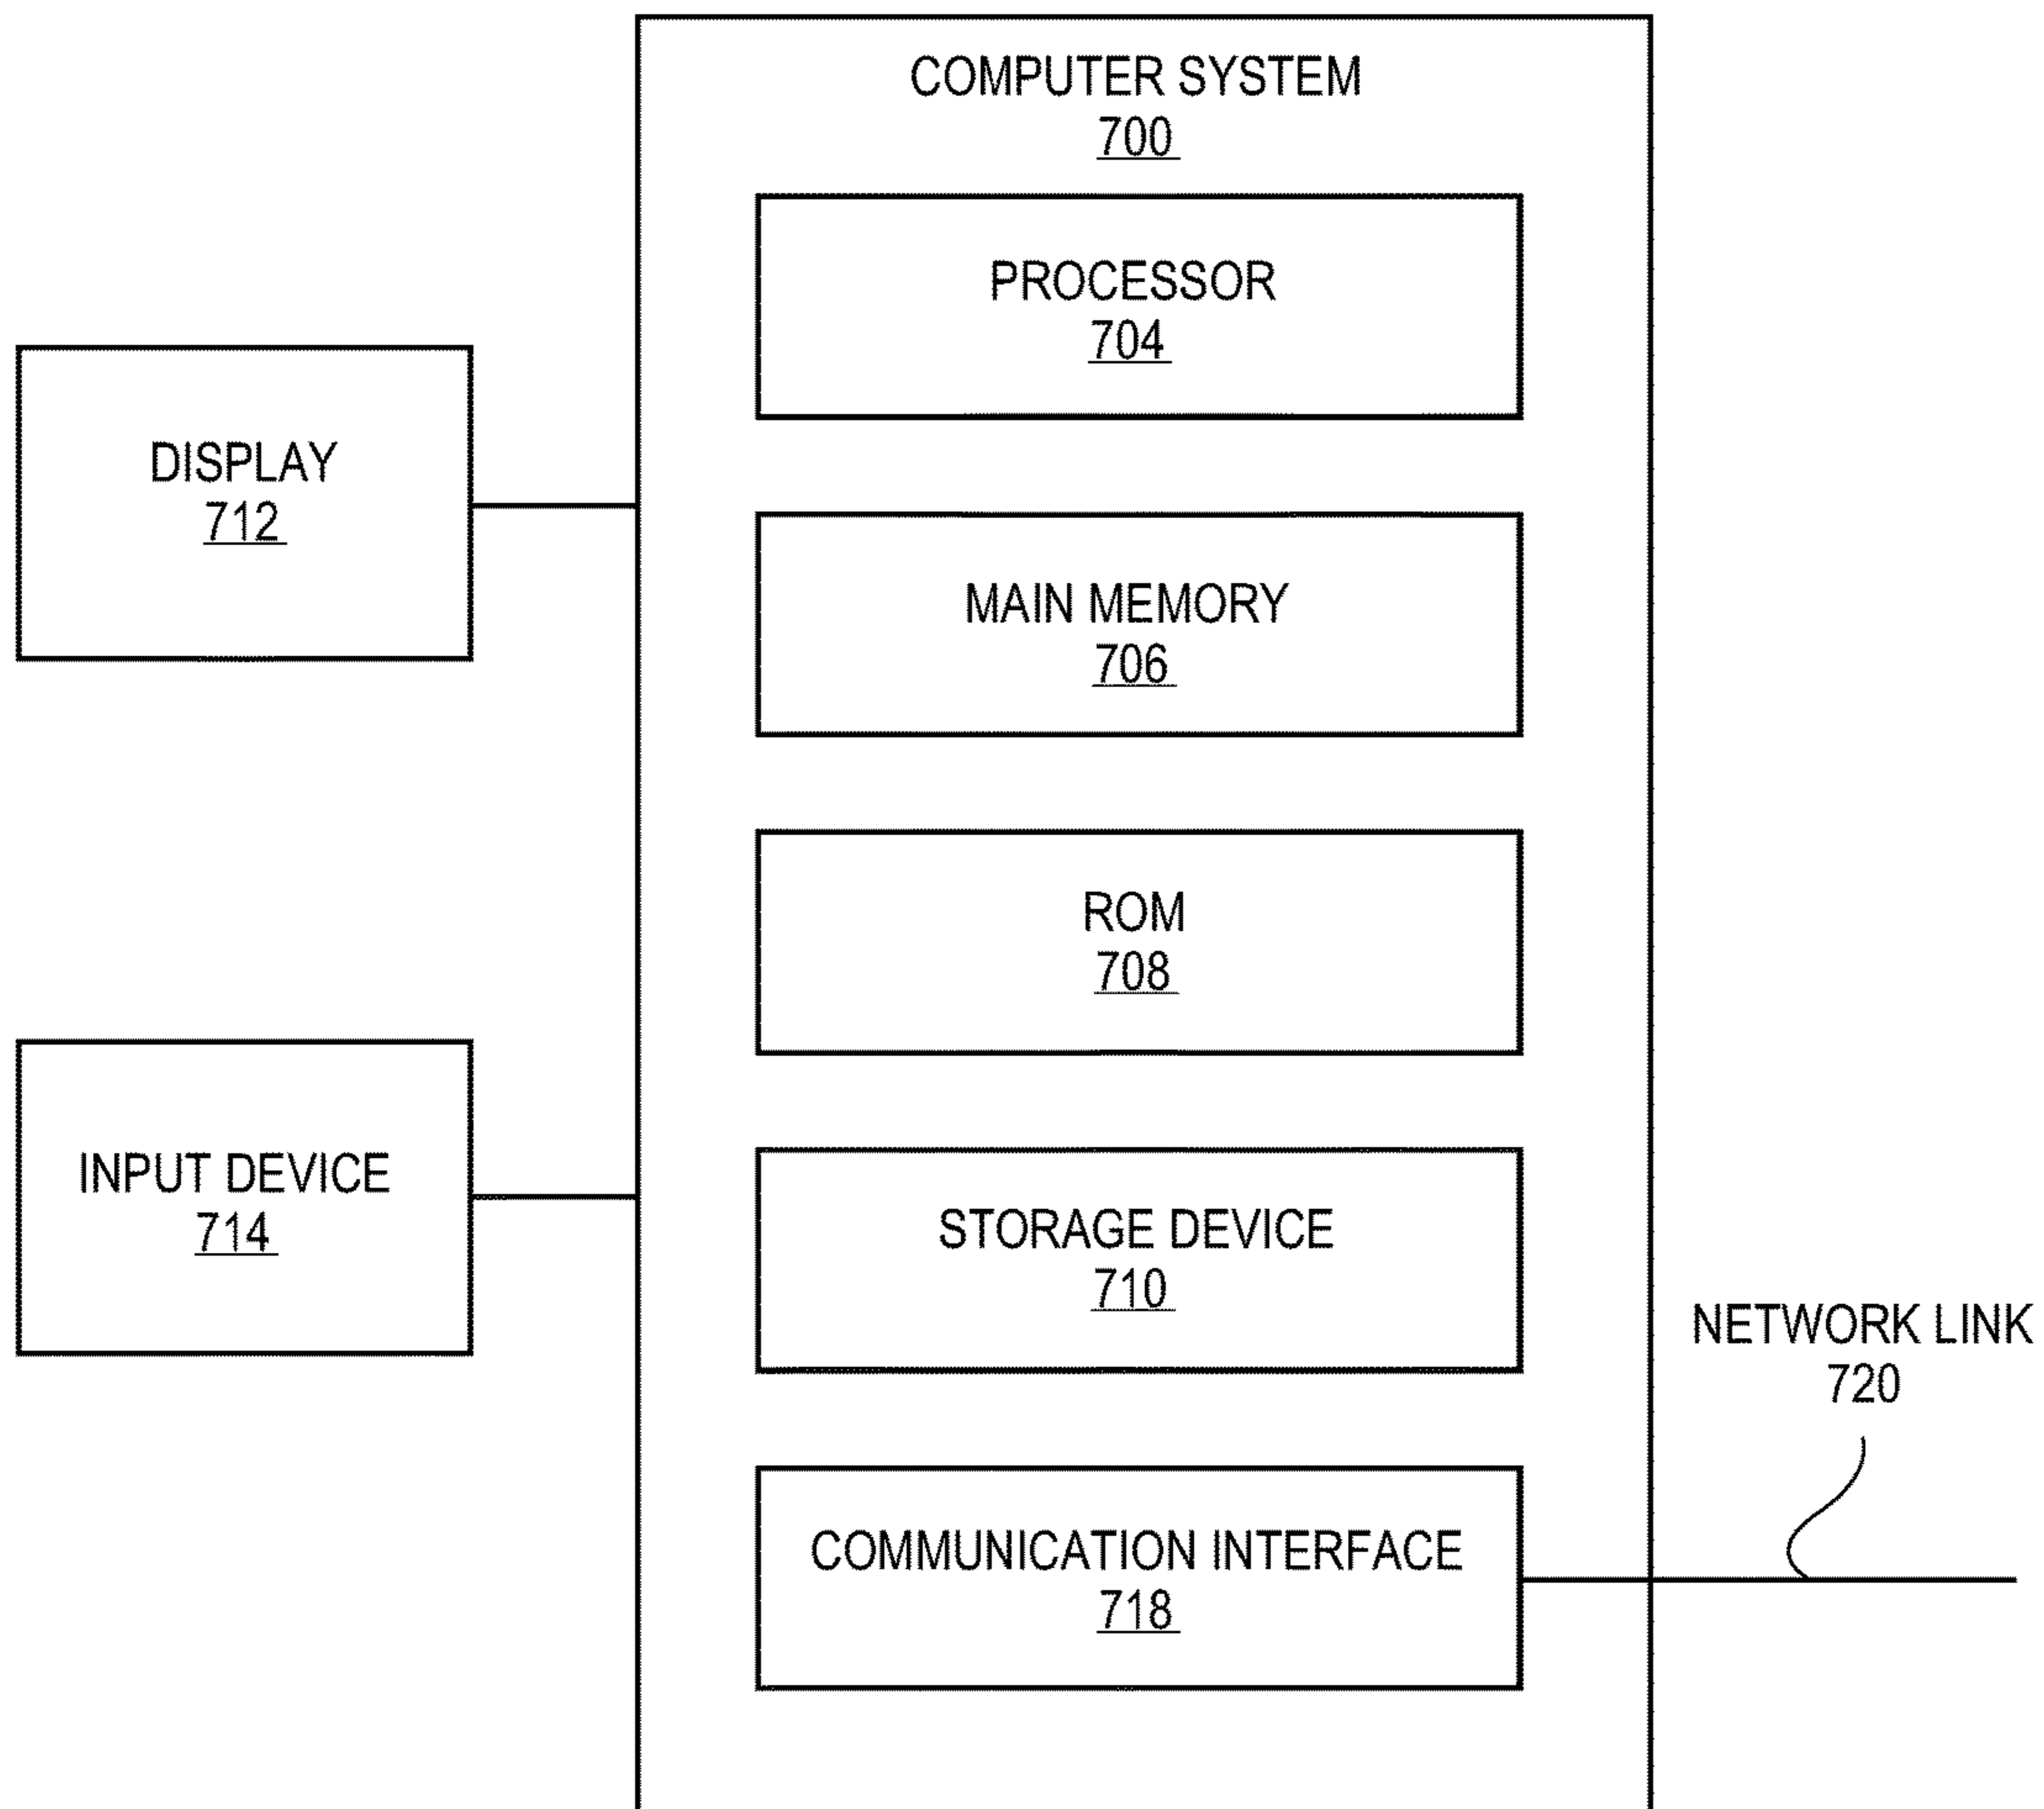 COMPUTER SYSTEM
700
PROCESSOR
704
DISPLAY
712
MAIN MEMORY
706
ROM
708
INPUT DEVICE
714
STORAGE DEVICE
710
NETWORK LINK
720
COMMUNICATION INTERFACE
718